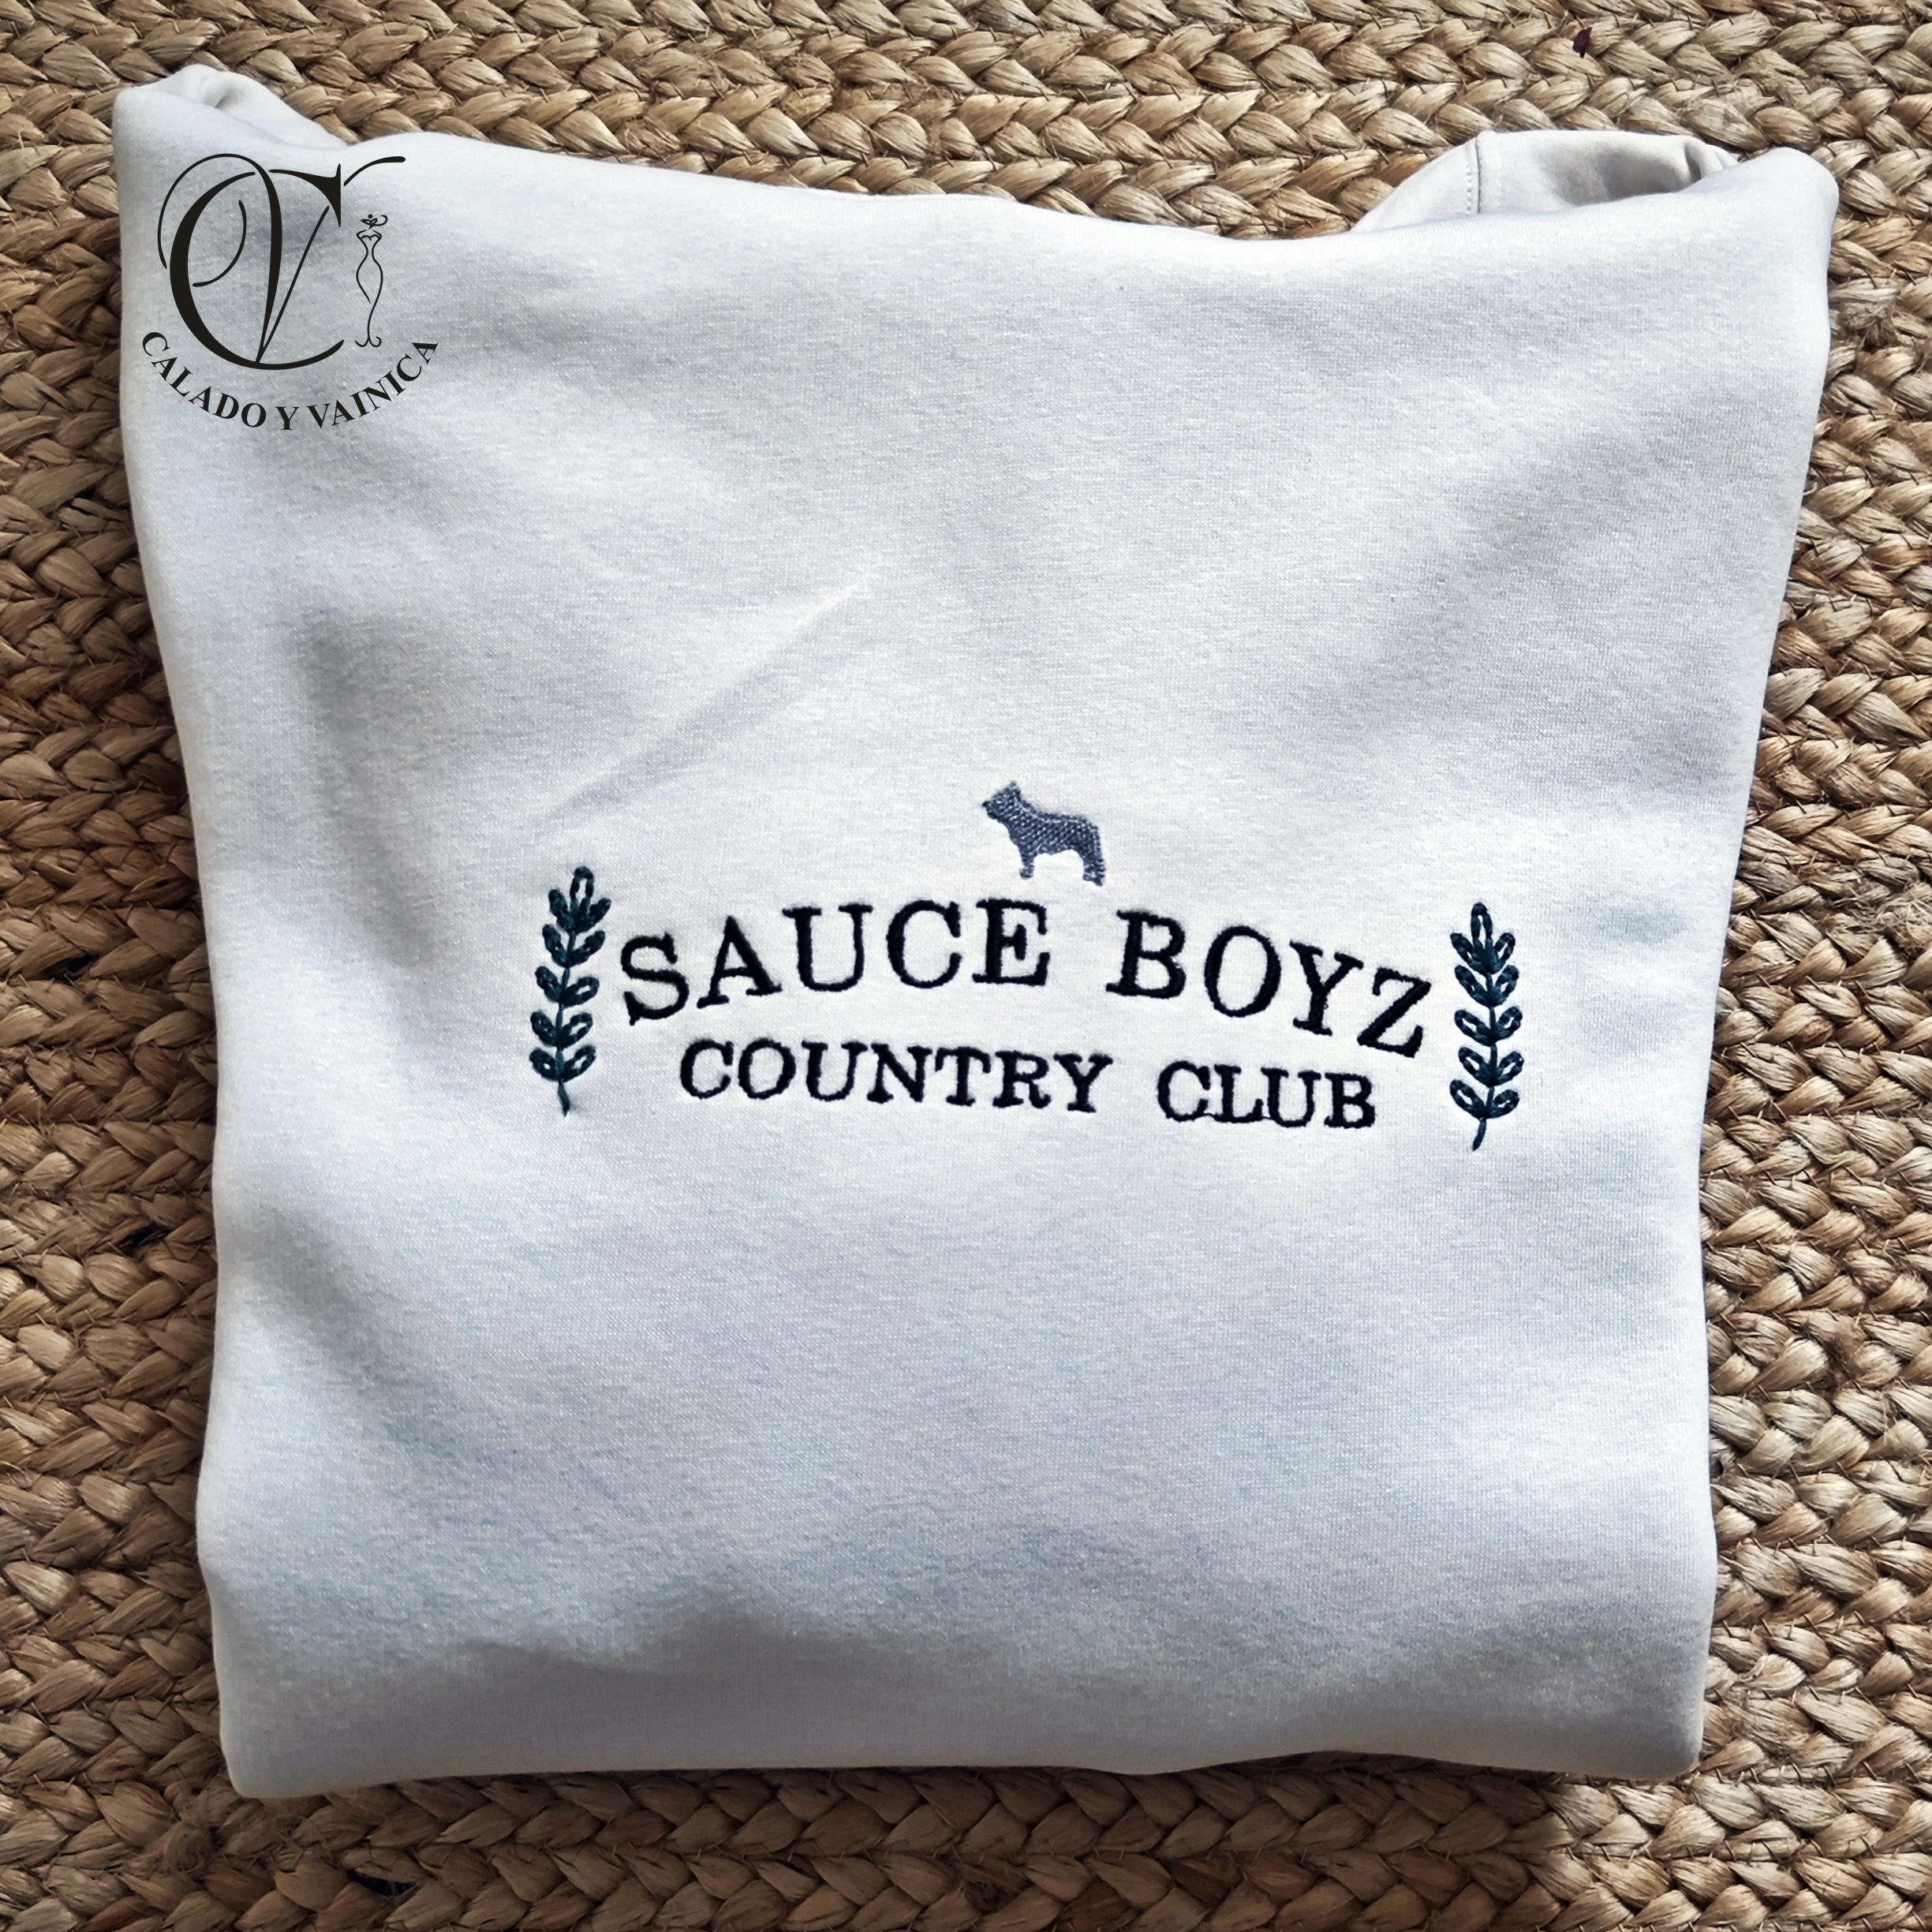 CV
CALADO Y VAINICA
SAUCE BOYZ
COUNTRY CLUB